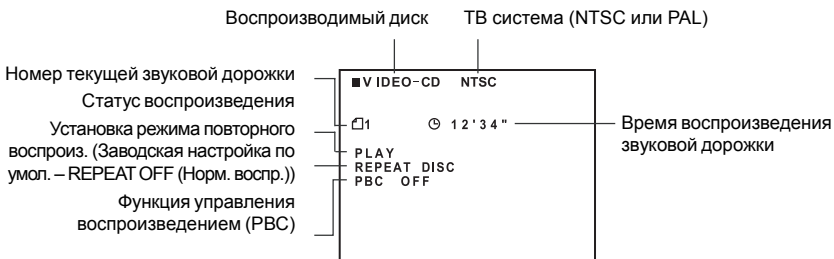 Воспроизводимый диск
ТВ система (NTSC или PAL)
Номер текущей звуковой дорожки
Статус воспроизведения
Установка режима повторного
воспроиз. (Заводская настройка по
умол. – REPEAT OFF (Норм. воспр.))
Функция управления
воспроизведением (PBC)
VIDEO-CD NTSC
1 12'34"
PLAY
REPEAT DISC
PBC OFF
Время воспроизведения
звуковой дорожки